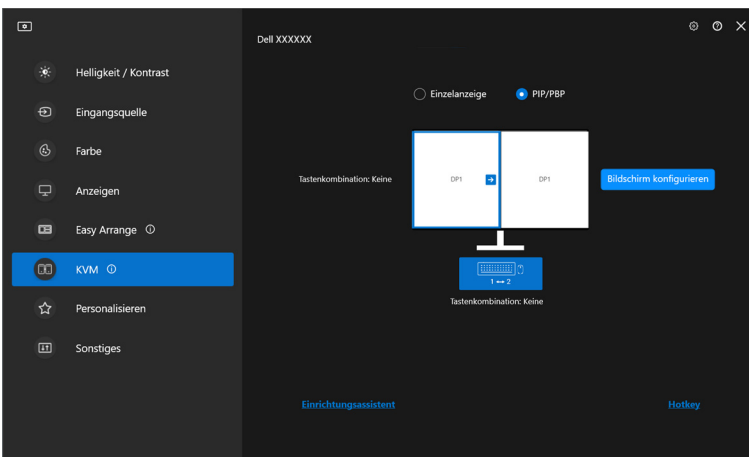 Dell XXXXXX
Helligkeit / Kontrast
Eingangsquelle
Farbe
Anzeigen
Easy Arrange
KVM
Personalisieren
Sonstiges
Einzelanzeige
PIP/PBP
Tastenkombination: Keine
DP1
DP1
Bildschirm konfigurieren
1 ↔ 2
Tastenkombination: Keine
Einrichtungsassistent
Hotkey